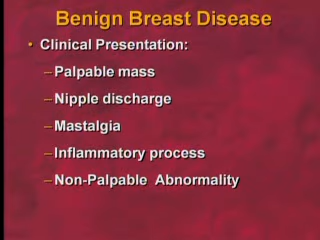 Benign Breast Disease
• Clinical Presentation:
– Palpable mass
– Nipple discharge
– Mastalgia
– Inflammatory process
– Non-Palpable Abnormality